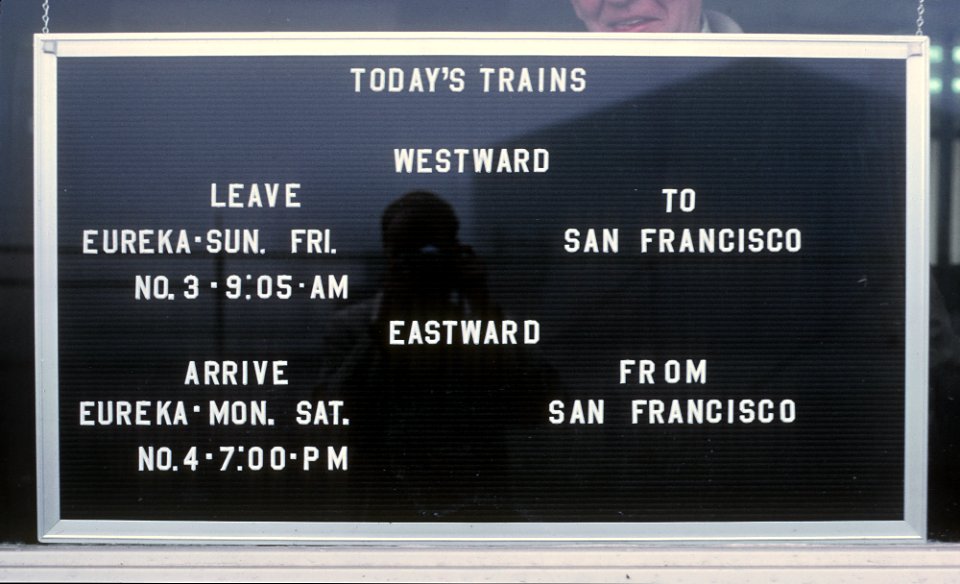 TODAY'S TRAINS
WESTWARD
LEAVE TO
EUREKA·SUN. FRI. SAN FRANCISCO
NO. 3·9:05·AM
EASTWARD
ARRIVE FROM
EUREKA·MON. SAT. SAN FRANCISCO
NO. 4·7:00·PM